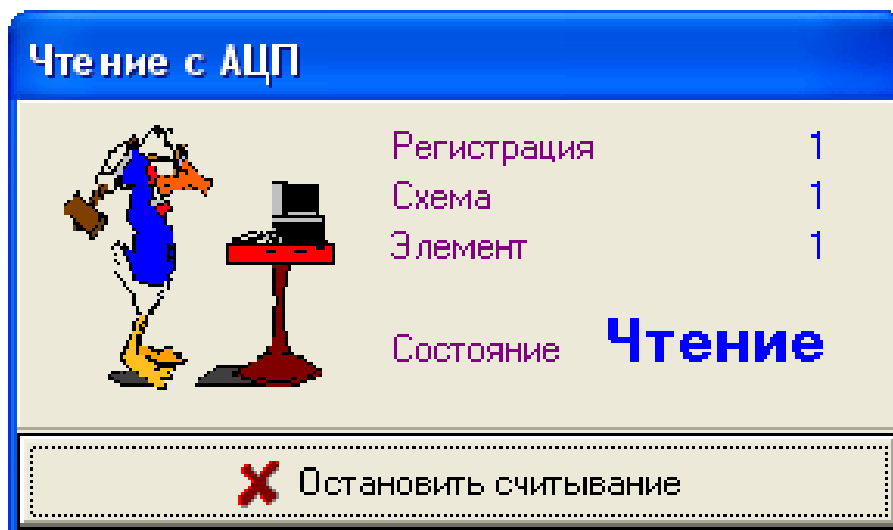 Чтение с АЦП
Регистрация 1
Схема 1
Элемент 1
Состояние Чтение
Остановить считывание